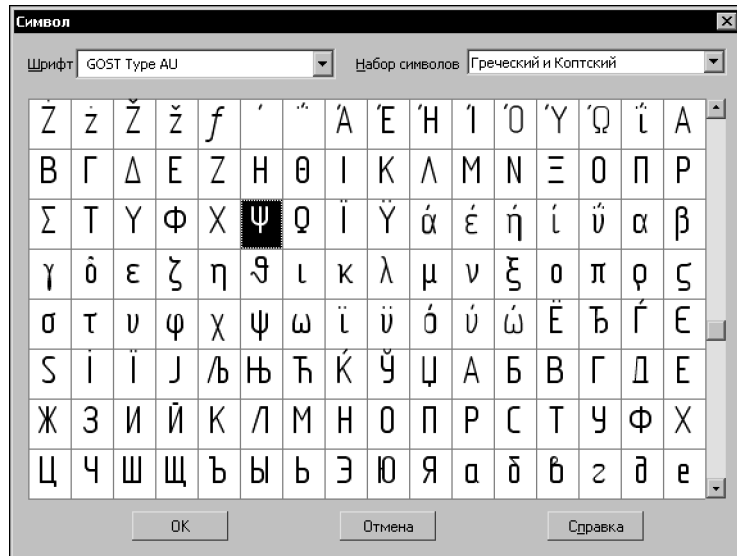 Символ
Шрифт GOST Type AU Набор символов Греческий и Коптский
Ż ż Ž ž ƒ ΄ ΅ Ά Έ Ή Ί Ό Ύ Ώ ΐ Α
Β Γ Δ Ε Ζ Η Θ Ι Κ Λ Μ Ν Ξ Ο Π Ρ
Σ Τ Υ Φ Χ Ψ Ω Ϊ Ϋ ά έ ή ί ΰ α β
γ δ ε ζ η θ ι κ λ μ ν ξ ο π ρ ς
σ τ υ φ χ ψ ω ϊ ϋ ό ύ ώ Ё Ђ Ѓ Є
Ѕ І Ї Ј Љ Њ Ћ Ќ Ў Џ А Б В Г Д Е
Ж З И Й К Л М Н О П Р С Т У Ф Х
Ц Ч Ш Щ Ъ Ы Ь Э Ю Я а б в г д е
OK Отмена Справка